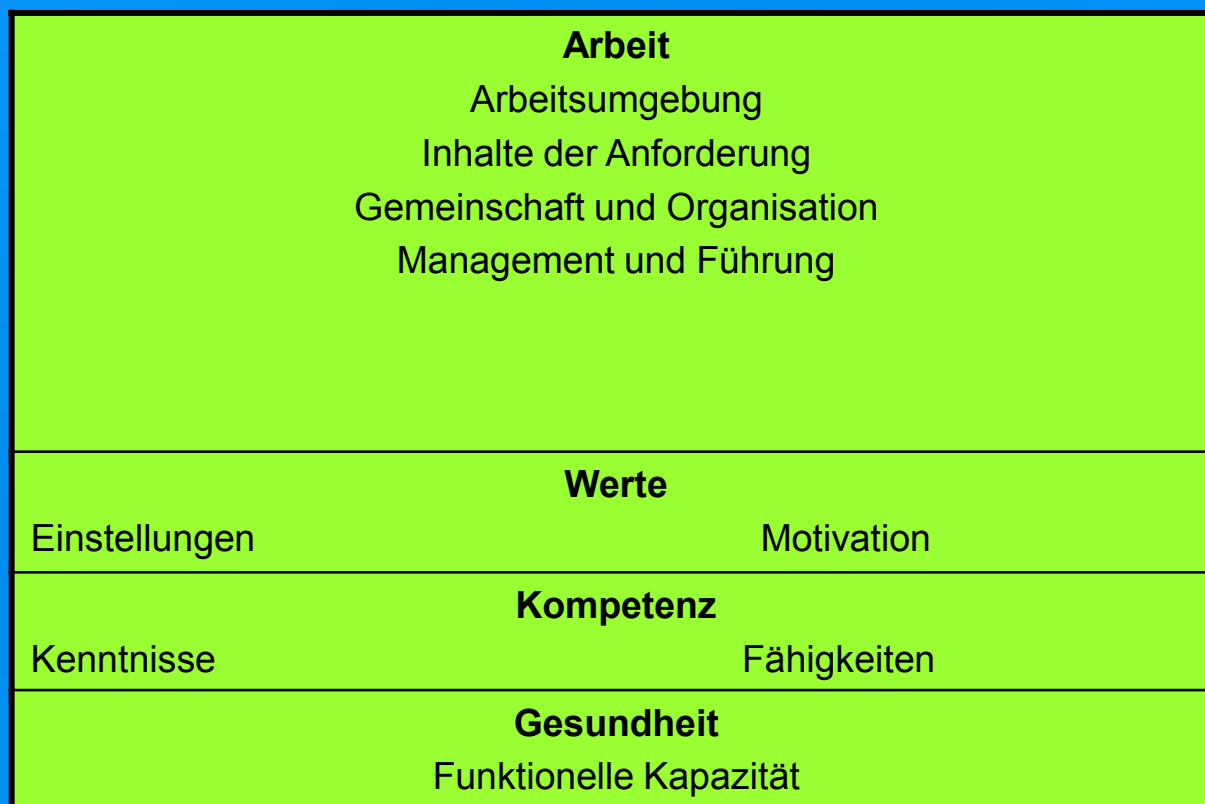 Arbeit
Arbeitsumgebung
Inhalte der Anforderung
Gemeinschaft und Organisation
Management und Führung
Werte
Einstellungen Motivation
Kompetenz
Kenntnisse Fähigkeiten
Gesundheit
Funktionelle Kapazität